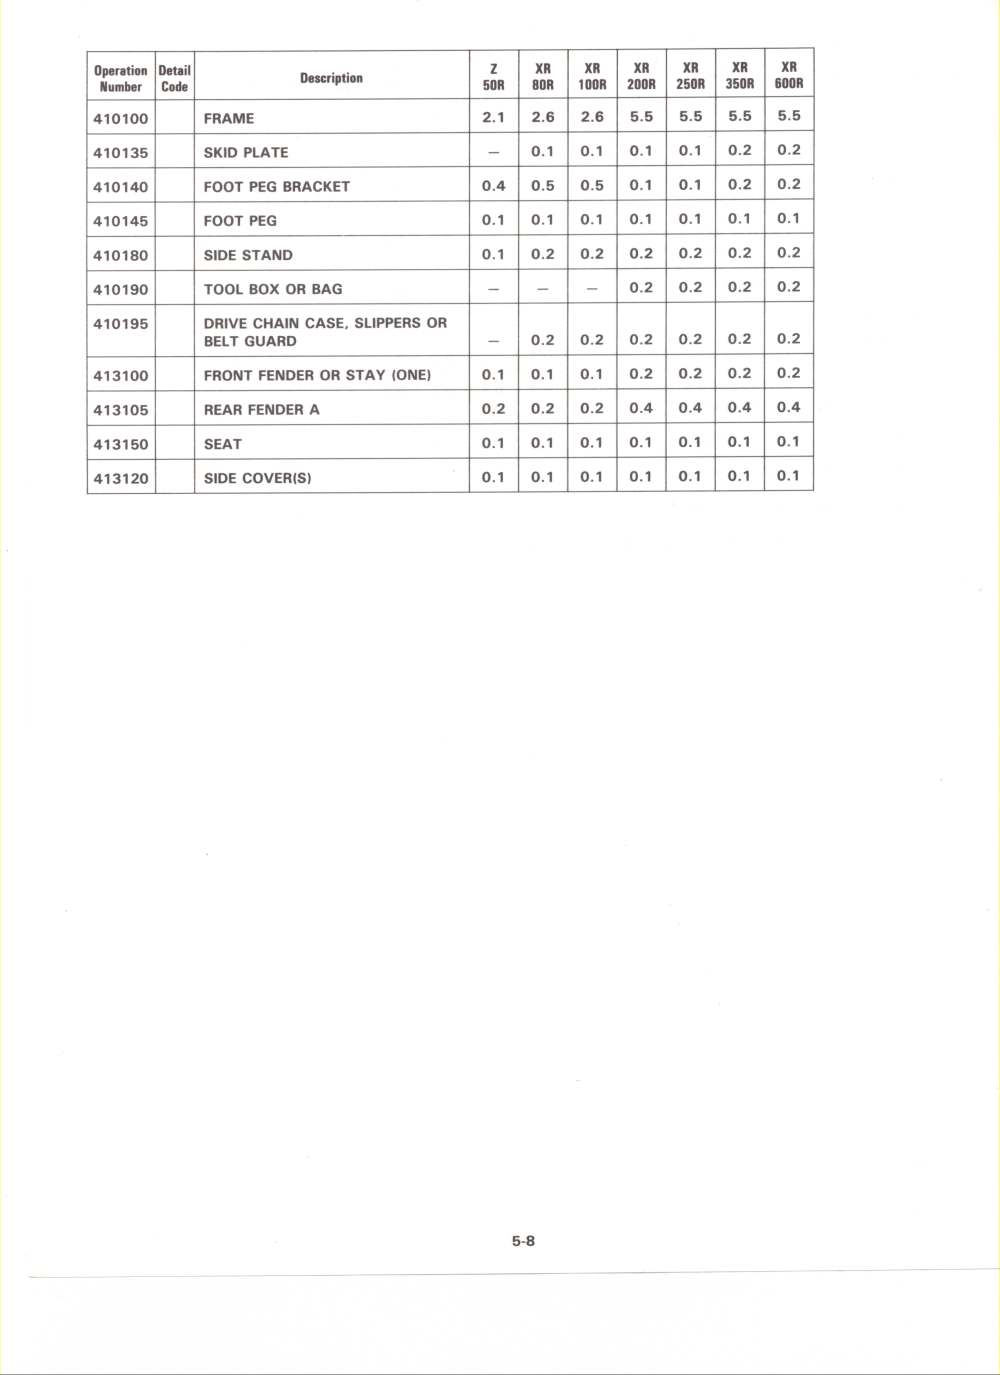 Operation Number Detail Code Description Z 50R XR 80R XR 100R XR 200R XR 250R XR 350R XR 600R
410100 FRAME 2.1 2.6 2.6 5.5 5.5 5.5 5.5
410135 SKID PLATE – 0.1 0.1 0.1 0.1 0.2 0.2
410140 FOOT PEG BRACKET 0.4 0.5 0.5 0.1 0.1 0.2 0.2
410145 FOOT PEG 0.1 0.1 0.1 0.1 0.1 0.1 0.1
410180 SIDE STAND 0.1 0.2 0.2 0.2 0.2 0.2 0.2
410190 TOOL BOX OR BAG – – – 0.2 0.2 0.2 0.2
410195 DRIVE CHAIN CASE, SLIPPERS OR
BELT GUARD – 0.2 0.2 0.2 0.2 0.2 0.2
413100 FRONT FENDER OR STAY (ONE) 0.1 0.1 0.1 0.2 0.2 0.2 0.2
413105 REAR FENDER A 0.2 0.2 0.2 0.4 0.4 0.4 0.4
413150 SEAT 0.1 0.1 0.1 0.1 0.1 0.1 0.1
413120 SIDE COVER(S) 0.1 0.1 0.1 0.1 0.1 0.1 0.1
5-8